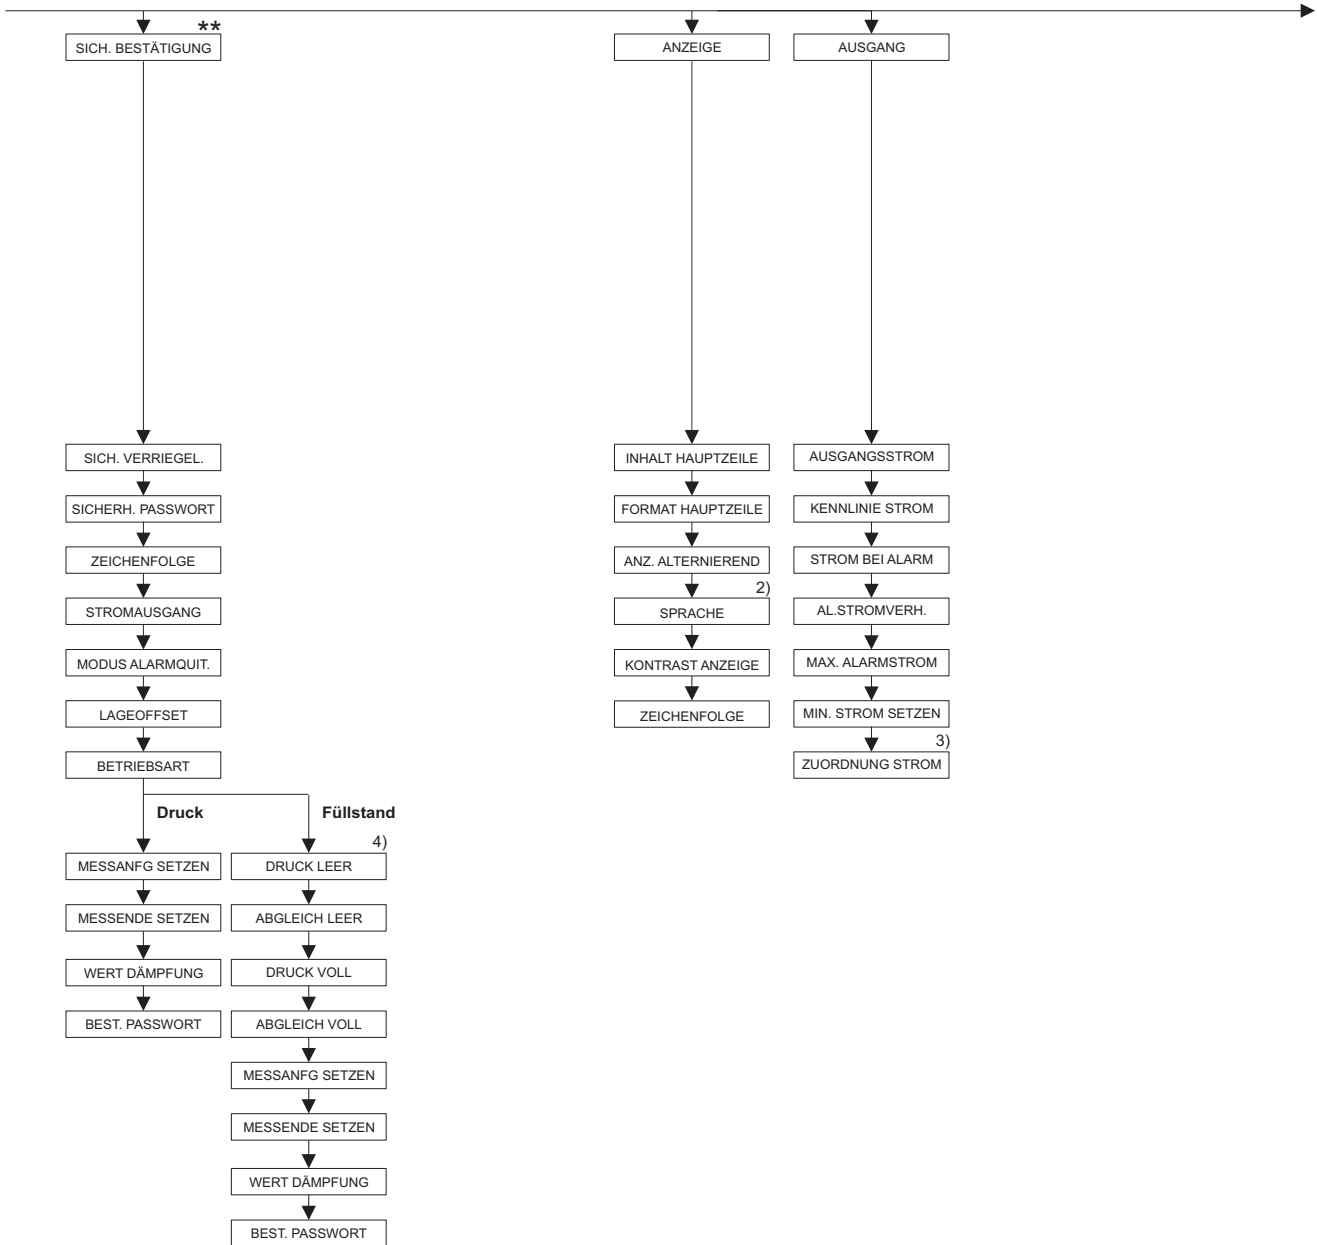 **
SICH. BESTÄTIGUNG
ANZEIGE
AUSGANG
SICH. VERRIEGEL.
SICHERH. PASSWORT
ZEICHENFOLGE
STROMAUSGANG
MODUS ALARMQUIT.
LAGEOFFSET
BETRIEBSART
Druck
MESSANFG SETZEN
MESSENDE SETZEN
WERT DÄMPFUNG
BEST. PASSWORT
Füllstand
4)
DRUCK LEER
ABGLEICH LEER
DRUCK VOLL
ABGLEICH VOLL
MESSANFG SETZEN
MESSENDE SETZEN
WERT DÄMPFUNG
BEST. PASSWORT
INHALT HAUPTZEILE
FORMAT HAUPTZEILE
ANZ. ALTERNIEREND
2)
SPRACHE
KONTRAST ANZEIGE
ZEICHENFOLGE
AUSGANGSSTROM
KENNLINIE STROM
STROM BEI ALARM
AL.STROMVERH.
MAX. ALARMSTROM
MIN. STROM SETZEN
3)
ZUORDNUNG STROM